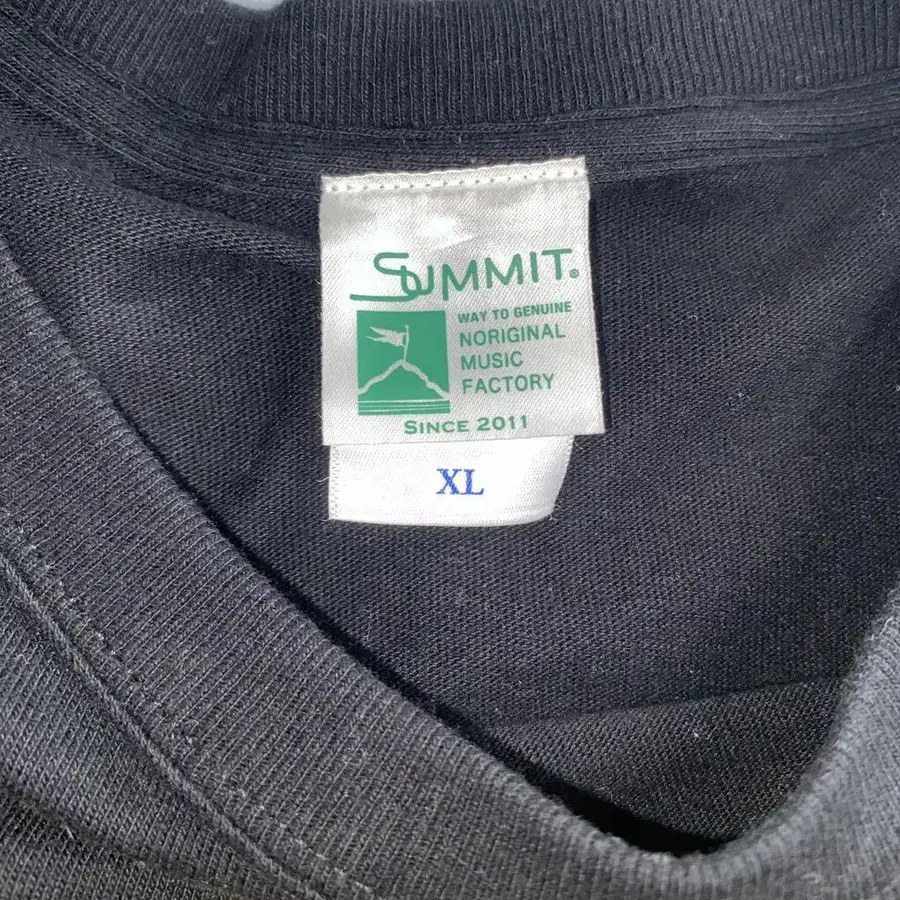 SUMMIT.
WAY TO GENUINE
NORIGINAL
MUSIC
FACTORY
SINCE 2011
XL